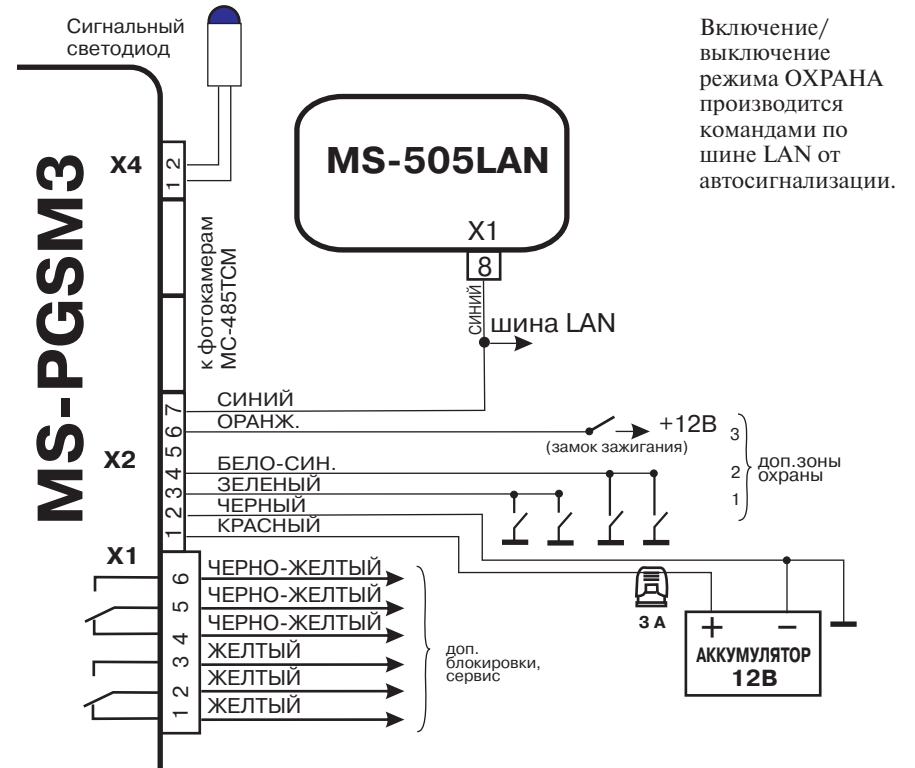 Сигнальный
светодиод
Включение/
выключение
режима ОХРАНА
производится
командами по
шине LAN от
автосигнализации.
MS-PGSM3
X4
2
1
MS-505LAN
X1
8
СИНИЙ
шина LAN
к фотокамерам
МС-485ТСМ
X2
7
6
5
4
3
2
1
СИНИЙ
ОРАНЖ.
БЕЛО-СИН.
ЗЕЛЕНЫЙ
ЧЕРНЫЙ
КРАСНЫЙ
+12В
(замок зажигания)
3
2
1
доп.зоны
охраны
X1
6
5
4
3
2
1
ЧЕРНО-ЖЕЛТЫЙ
ЧЕРНО-ЖЕЛТЫЙ
ЧЕРНО-ЖЕЛТЫЙ
ЖЕЛТЫЙ
ЖЕЛТЫЙ
ЖЕЛТЫЙ
доп.
блокировки,
сервис
3 А
+ −
АККУМУЛЯТОР
12В